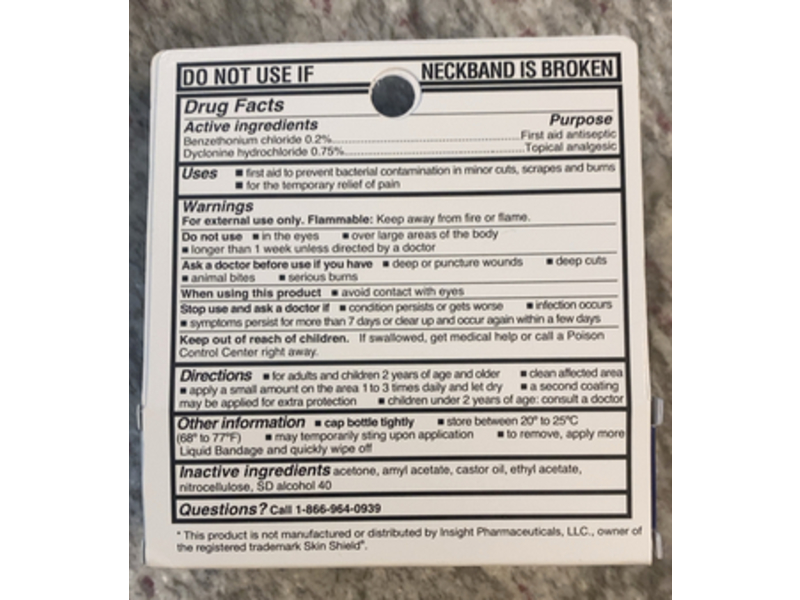 DO NOT USE IF NECKBAND IS BROKEN
Drug Facts
Active ingredients Purpose
Benzethonium chloride 0.2%...First aid antiseptic
Dyclonine hydrochloride 0.75%...Topical analgesic
Uses ■ first aid to prevent bacterial contamination in minor cuts, scrapes and burns
■ for the temporary relief of pain
Warnings
For external use only. Flammable: Keep away from fire or flame.
Do not use ■ in the eyes ■ over large areas of the body
■ longer than 1 week unless directed by a doctor
Ask a doctor before use if you have ■ deep or puncture wounds ■ deep cuts
■ animal bites ■ serious burns
When using this product ■ avoid contact with eyes
Stop use and ask a doctor if ■ condition persists or gets worse ■ infection occurs
■ symptoms persist for more than 7 days or clear up and occur again within a few days
Keep out of reach of children. If swallowed, get medical help or call a Poison
Control Center right away.
Directions ■ for adults and children 2 years of age and older ■ clean affected area
■ apply a small amount on the area 1 to 3 times daily and let dry ■ a second coating
may be applied for extra protection ■ children under 2 years of age: consult a doctor
Other information ■ cap bottle tightly ■ store between 20° to 25°C
(68° to 77°F) ■ may temporarily sting upon application ■ to remove, apply more
Liquid Bandage and quickly wipe off
Inactive ingredients acetone, amyl acetate, castor oil, ethyl acetate,
nitrocellulose, SD alcohol 40
Questions? Call 1-866-964-0939
* This product is not manufactured or distributed by Insight Pharmaceuticals, LLC., owner of
the registered trademark Skin Shield®.